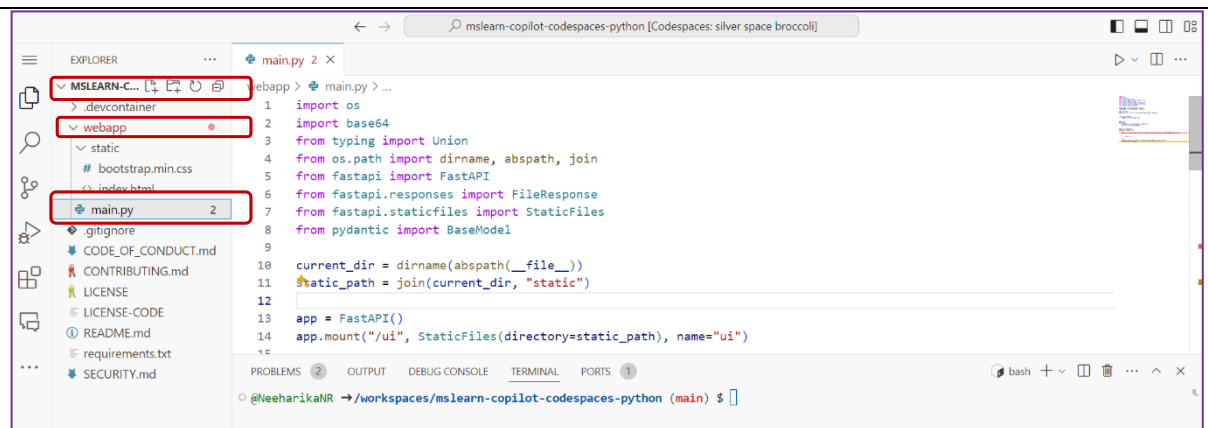 mslearn-copilot-codespaces-python [Codespaces: silver space broccoli]
EXPLORER
main.py 2
MSLEARN-C...
webapp > main.py > ...
.devcontainer
webapp
static
# bootstrap.min.css
<> index.html
main.py 2
.gitignore
CODE_OF_CONDUCT.md
CONTRIBUTING.md
LICENSE
LICENSE-CODE
README.md
requirements.txt
SECURITY.md
1 import os
2 import base64
3 from typing import Union
4 from os.path import dirname, abspath, join
5 from fastapi import FastAPI
6 from fastapi.responses import FileResponse
7 from fastapi.staticfiles import StaticFiles
8 from pydantic import BaseModel
9
10 current_dir = dirname(abspath(__file__))
11 static_path = join(current_dir, "static")
12
13 app = FastAPI()
14 app.mount("/ui", StaticFiles(directory=static_path), name="ui")
15
PROBLEMS 2 OUTPUT DEBUG CONSOLE TERMINAL PORTS 1
bash
@NeeharikaNR →/workspaces/mslearn-copilot-codespaces-python (main) $